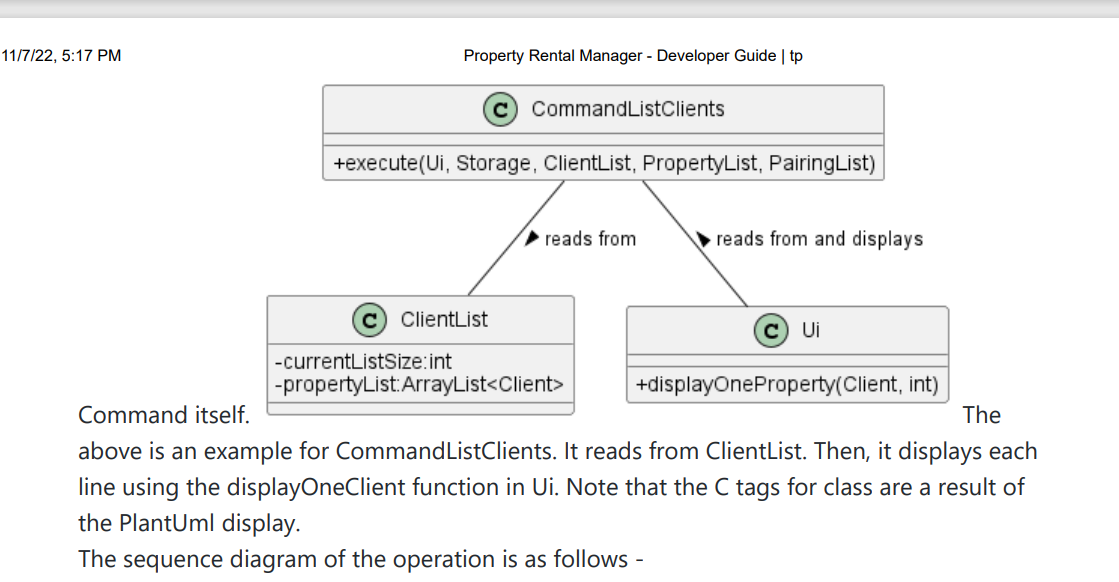 11/7/22, 5:17 PM
Property Rental Manager - Developer Guide | tp
C CommandListClients
+execute(Ui, Storage, ClientList, PropertyList, PairingList)
reads from
reads from and displays
C ClientList
-currentListSize:int
-propertyList:ArrayList<Client>
C Ui
+displayOneProperty(Client, int)
Command itself.
The
above is an example for CommandListClients. It reads from ClientList. Then, it displays each
line using the displayOneClient function in Ui. Note that the C tags for class are a result of
the PlantUml display.
The sequence diagram of the operation is as follows -